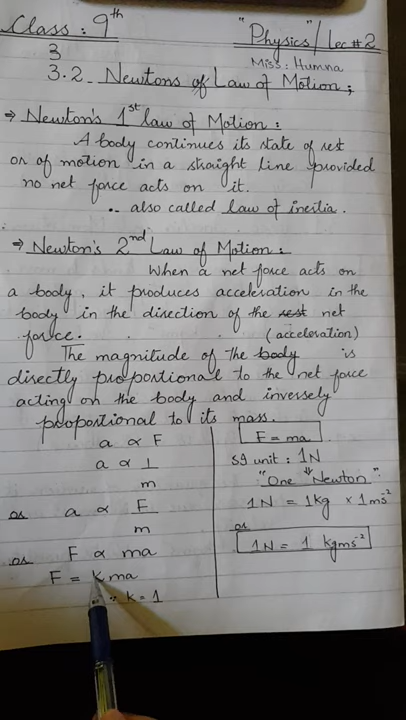 Class: 9th
"Physics"/Lec#2
3
Miss: Humna
3.2_ Newtons of Law of Motion;
⇒ Newton's 1st law of Motion:
A body continues its state of rest
or of motion in a straight line provided
no net force acts on it.
∴ also called law of inertia.
⇒ Newton's 2nd Law of Motion:
When a net force acts on
a body, it produces acceleration in the
body in the direction of the rest net
force.
(acceleration)
The magnitude of the body is
directly proportional to the net force
acting on the body and inversely
proportional to its mass.
a ∝ F
a ∝ 1/m
or a ∝ F/m
or F ∝ ma
F = Kma
∵ k = 1
F = ma
SI unit: 1N
"One Newton"
1N = 1kg × 1ms⁻²
or
1N = 1 kgms⁻²